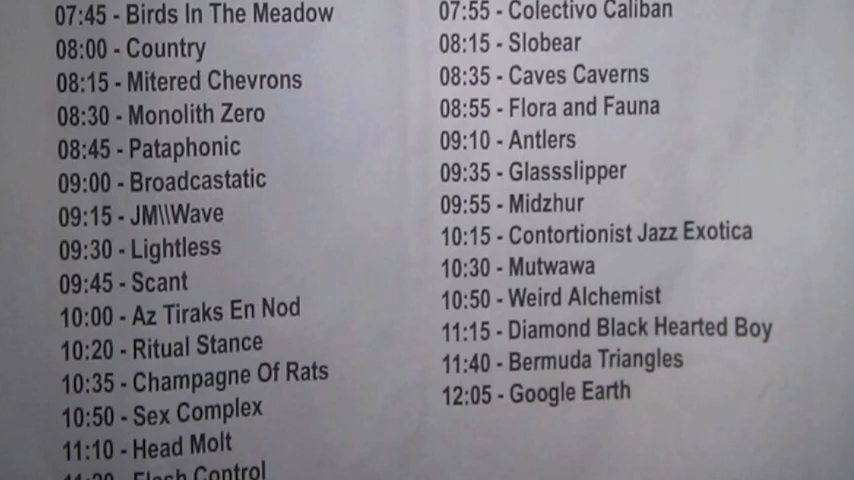 07:45 - Birds In The Meadow
08:00 - Country
08:15 - Mitered Chevrons
08:30 - Monolith Zero
08:45 - Pataphonic
09:00 - Broadcastatic
09:15 - JM\\Wave
09:30 - Lightless
09:45 - Scant
10:00 - Az Tiraks En Nod
10:20 - Ritual Stance
10:35 - Champagne Of Rats
10:50 - Sex Complex
11:10 - Head Molt
- Flesh Control
07:55 - Colectivo Caliban
08:15 - Slobear
08:35 - Caves Caverns
08:55 - Flora and Fauna
09:10 - Antlers
09:35 - Glassslipper
09:55 - Midzhur
10:15 - Contortionist Jazz Exotica
10:30 - Mutwawa
10:50 - Weird Alchemist
11:15 - Diamond Black Hearted Boy
11:40 - Bermuda Triangles
12:05 - Google Earth